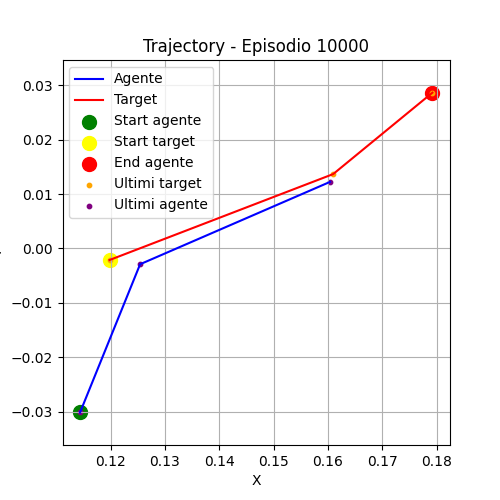 Trajectory - Episodio 10000
Agente
Target
Start agente
Start target
End agente
Ultimi target
Ultimi agente
0.03
0.02
0.01
0.00
−0.01
−0.02
−0.03
0.12 0.13 0.14 0.15 0.16 0.17 0.18
X